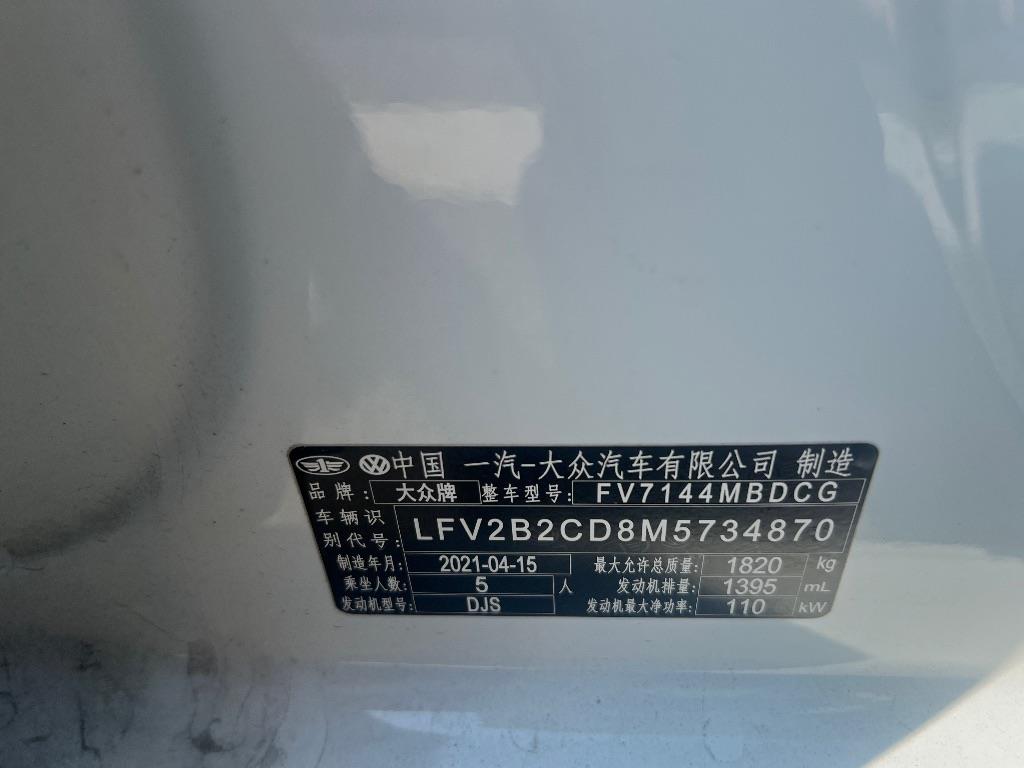 中国 一汽-大众汽车有限公司 制造
品牌: 大众牌 整车型号: FV7144MBDCG
车辆识别代号: LFV2B2CD8M5734870
制造年月: 2021-04-15 最大允许总质量: 1820 kg
乘坐人数: 5 人 发动机排量: 1395 mL
发动机型号: DJS 发动机最大净功率: 110 kW